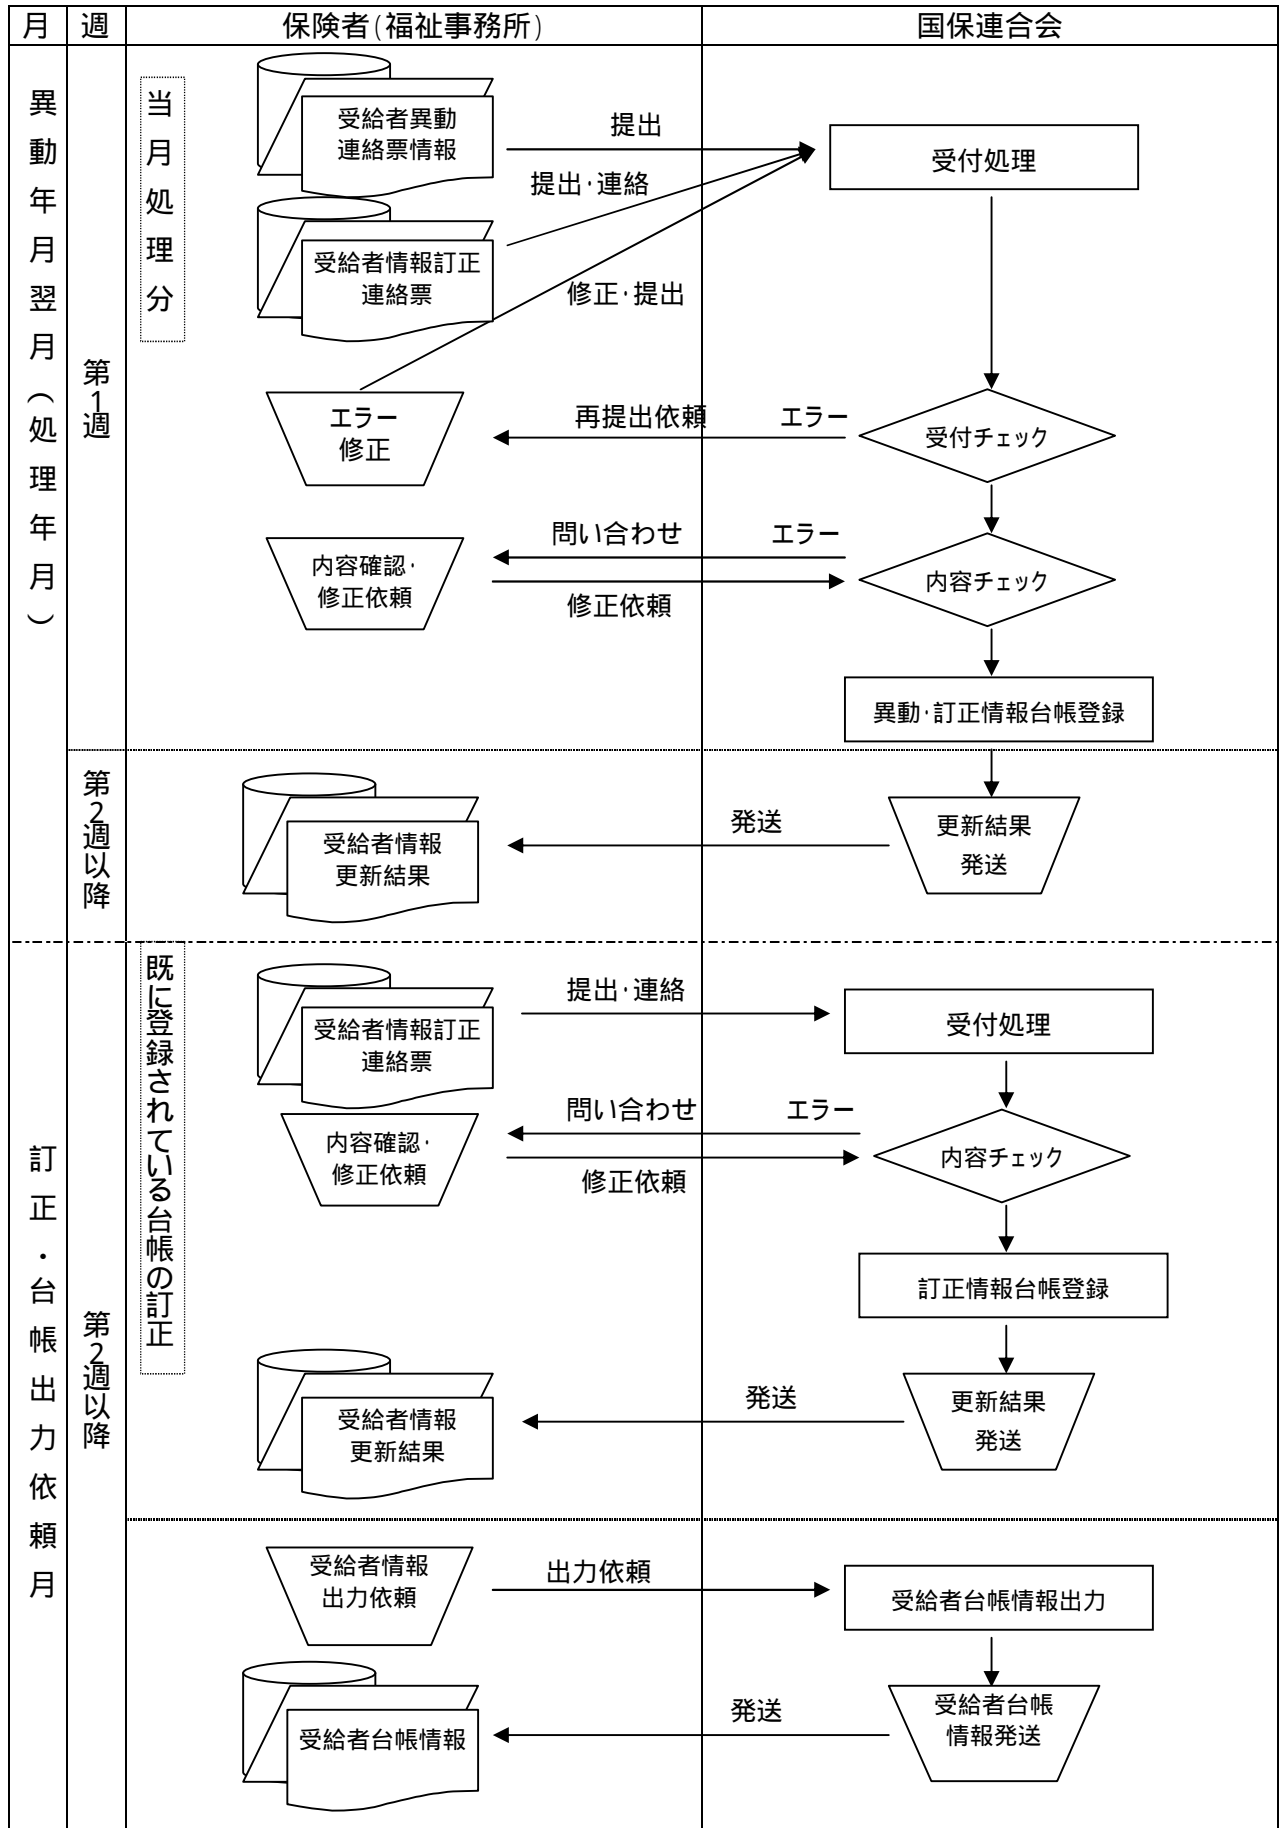 月
週
保険者(福祉事務所)
国保連合会
異動年月翌月(処理年月)
第1週
当月処理分
受給者異動
連絡票情報
提出
受付処理
提出・連絡
受給者情報訂正
連絡票
修正・提出
エラー
修正
再提出依頼
エラー
受付チェック
問い合わせ
エラー
内容確認・
修正依頼
修正依頼
内容チェック
異動・訂正情報台帳登録
第2週以降
受給者情報
更新結果
発送
更新結果
発送
訂正・台帳出力依頼月
第2週以降
既に登録されている台帳の訂正
受給者情報訂正
連絡票
提出・連絡
受付処理
問い合わせ
エラー
内容確認・
修正依頼
修正依頼
内容チェック
訂正情報台帳登録
受給者情報
更新結果
発送
更新結果
発送
受給者情報
出力依頼
出力依頼
受給者台帳情報出力
受給者台帳情報
発送
受給者台帳
情報発送